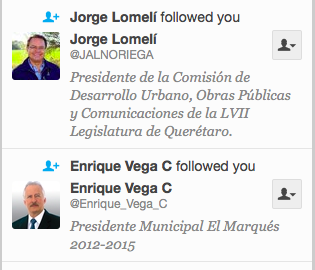 Jorge Lomelí followed you
Jorge Lomelí
@JALNORIEGA
Presidente de la Comisión de
Desarrollo Urbano, Obras Públicas
y Comunicaciones de la LVII
Legislatura de Querétaro.
Enrique Vega C followed you
Enrique Vega C
@Enrique_Vega_C
Presidente Municipal El Marqués
2012-2015